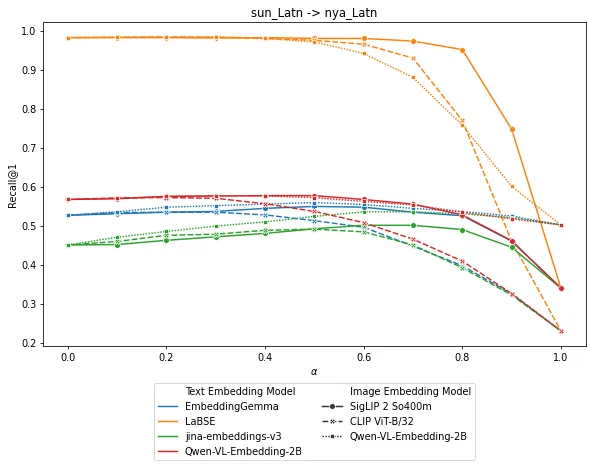 sun_Latn -> nya_Latn
1.0
0.9
0.8
0.7
0.6
0.5
0.4
0.3
0.2
Recall@1
0.0 0.2 0.4 0.6 0.8 1.0
α
Text Embedding Model Image Embedding Model
EmbeddingGemma SigLIP 2 So400m
LaBSE CLIP ViT-B/32
jina-embeddings-v3 Qwen-VL-Embedding-2B
Qwen-VL-Embedding-2B